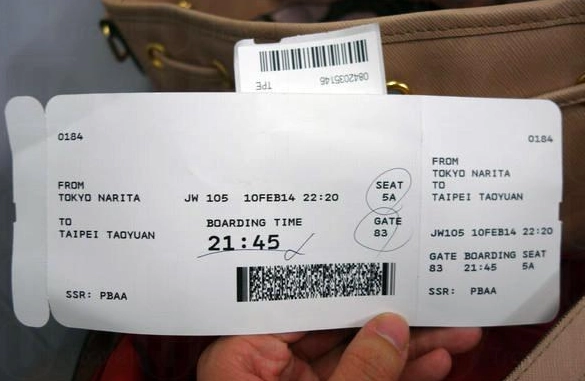 0842035146
TPE
0184
FROM
TOKYO NARITA
JW 105 10FEB14 22:20
SEAT
5A
TO
TAIPEI TAOYUAN
BOARDING TIME
21:45
GATE
83
SSR: PBAA
0184
FROM
TOKYO NARITA
TO
TAIPEI TAOYUAN
JW105 10FEB14 22:20
GATE BOARDING SEAT
83 21:45 5A
SSR: PBAA